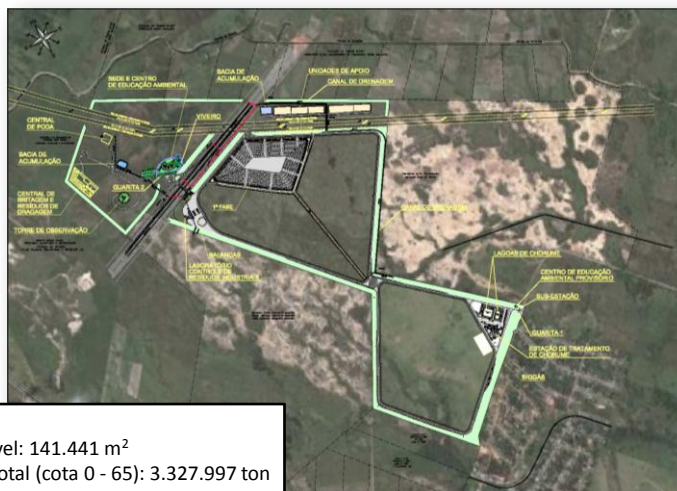 UNIDADES DE APOIO
CANAL DE DRENAGEM
SEDE E CENTRO
DE EDUCAÇÃO AMBIENTAL
BACIA DE
ACUMULAÇÃO
VIVEIRO
CENTRAL
DE PODA
BACIA DE
ACUMULAÇÃO
GUARITA 2
CENTRAL DE
BRITAGEM E
RESÍDUOS DE
DRAGAGEM
TORRE DE OBSERVAÇÃO
1ª FASE
CANAL DE DRENAGEM
BALANÇAS
LABORATÓRIO
CONTROLE DE
RESÍDUOS INDUSTRIAIS
LAGOAS DE CHORUME
CENTRO DE EDUCAÇÃO
AMBIENTAL PROVISÓRIO
SUB-ESTAÇÃO
GUARITA 1
ESTAÇÃO DE TRATAMENTO
DE CHORUME
BIOGÁS
vel: 141.441 m²
otal (cota 0 - 65): 3.327.997 ton